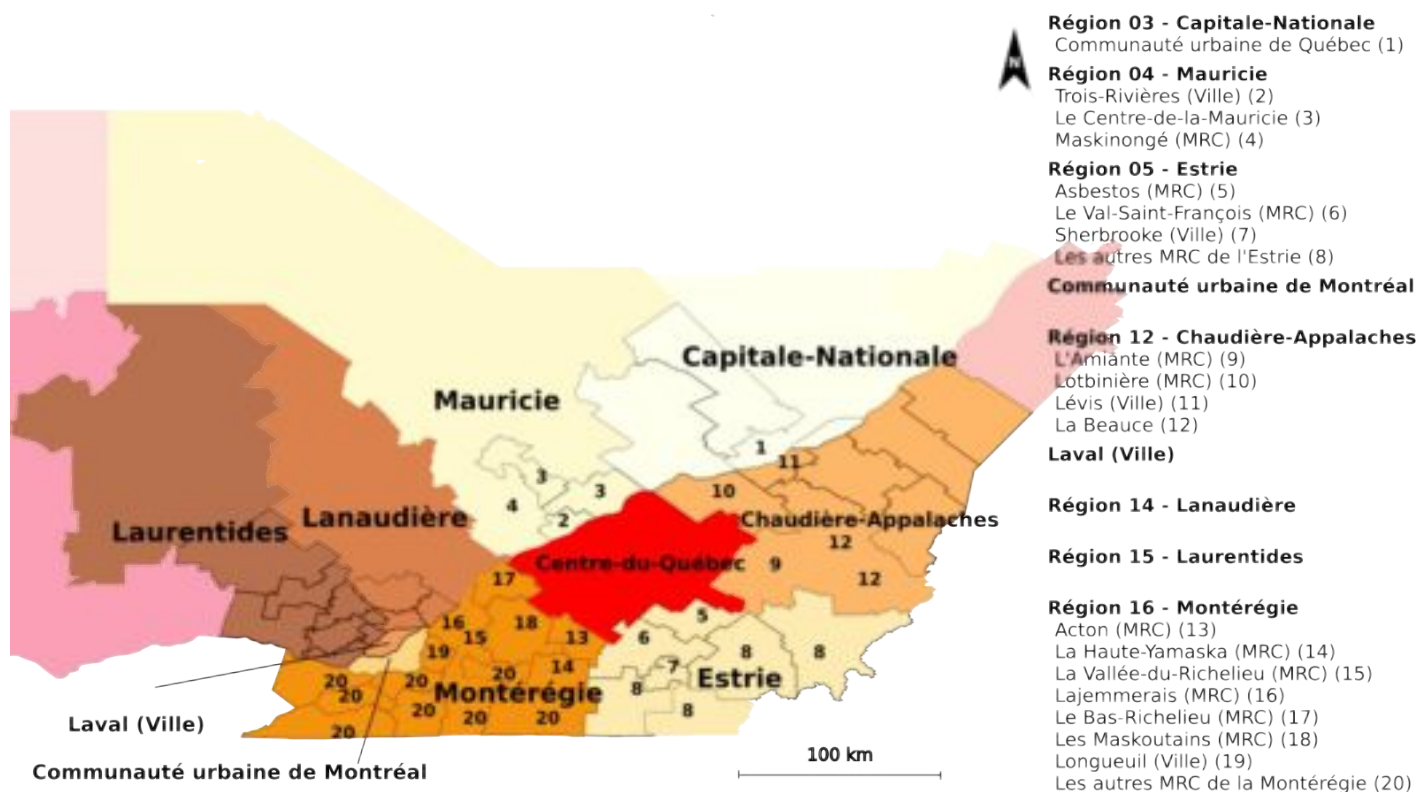 N
Région 03 - Capitale-Nationale
Communauté urbaine de Québec (1)
Région 04 - Mauricie
Trois-Rivières (Ville) (2)
Le Centre-de-la-Mauricie (3)
Maskinongé (MRC) (4)
Région 05 - Estrie
Asbestos (MRC) (5)
Le Val-Saint-François (MRC) (6)
Sherbrooke (Ville) (7)
Les autres MRC de l'Estrie (8)
Communauté urbaine de Montréal
Région 12 - Chaudière-Appalaches
L'Amiante (MRC) (9)
Lotbinière (MRC) (10)
Lévis (Ville) (11)
La Beauce (12)
Laval (Ville)
Région 14 - Lanaudière
Région 15 - Laurentides
Région 16 - Montérégie
Acton (MRC) (13)
La Haute-Yamaska (MRC) (14)
La Vallée-du-Richelieu (MRC) (15)
Lajemmerais (MRC) (16)
Le Bas-Richelieu (MRC) (17)
Les Maskoutains (MRC) (18)
Longueuil (Ville) (19)
Les autres MRC de la Montérégie (20)
Capitale-Nationale
Mauricie
1
11
3
3
10
4
2
Lanaudière
Chaudière-Appalaches
Laurentides
12
Centre-du-Québec
9
17
12
5
16
18
15
13
6
19
8
8
14
7
20
20
20
Estrie
8
20
Montérégie
20
8
20
20
20
Laval (Ville)
100 km
Communauté urbaine de Montréal